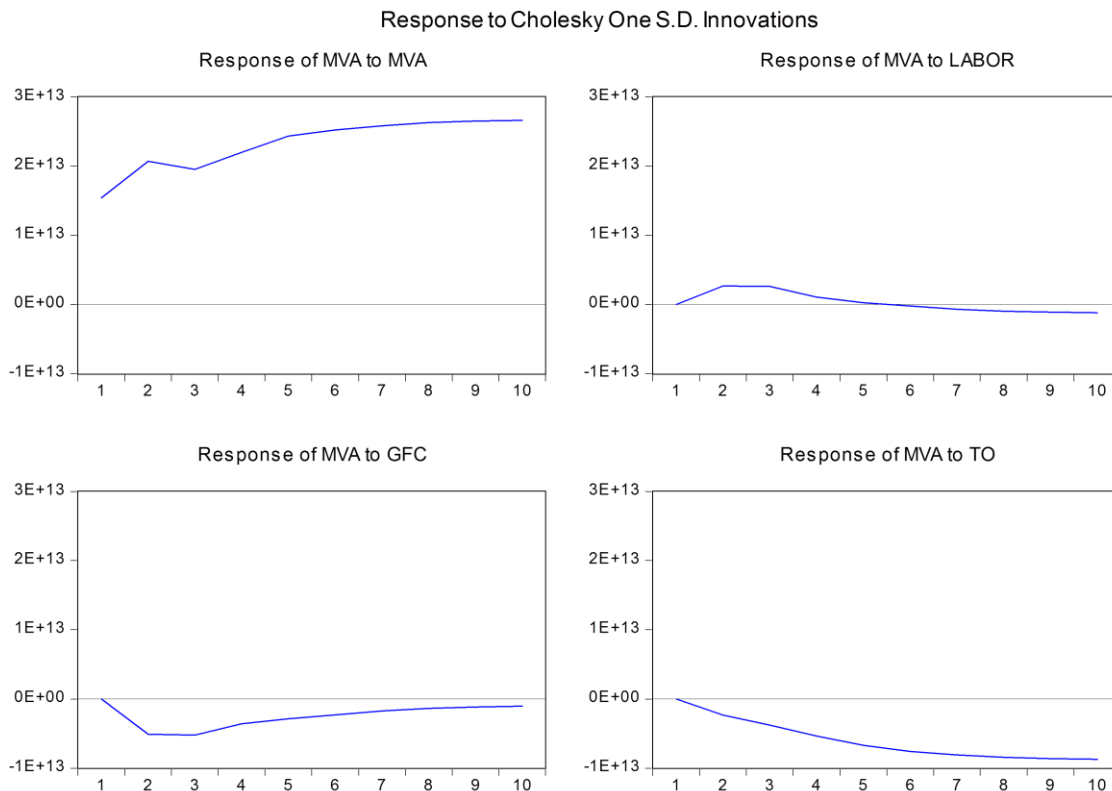 Response to Cholesky One S.D. Innovations
Response of MVA to MVA
3E+13
2E+13
1E+13
0E+00
-1E+13
1 2 3 4 5 6 7 8 9 10
Response of MVA to LABOR
3E+13
2E+13
1E+13
0E+00
-1E+13
1 2 3 4 5 6 7 8 9 10
Response of MVA to GFC
3E+13
2E+13
1E+13
0E+00
-1E+13
1 2 3 4 5 6 7 8 9 10
Response of MVA to TO
3E+13
2E+13
1E+13
0E+00
-1E+13
1 2 3 4 5 6 7 8 9 10